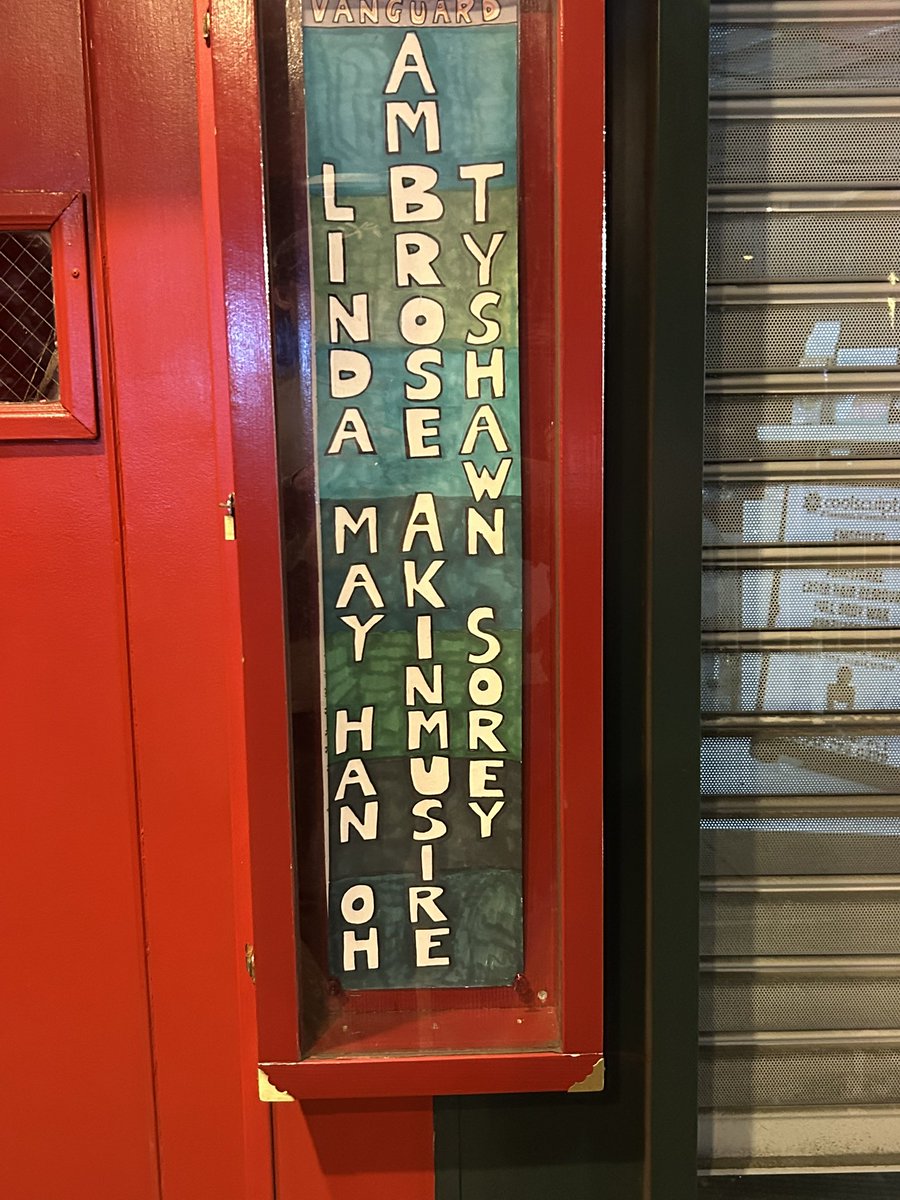 VANGUARD
LINDA MAY HAN OH
AMBROSE AKINMUSIRE
TYSHAWN SOREY